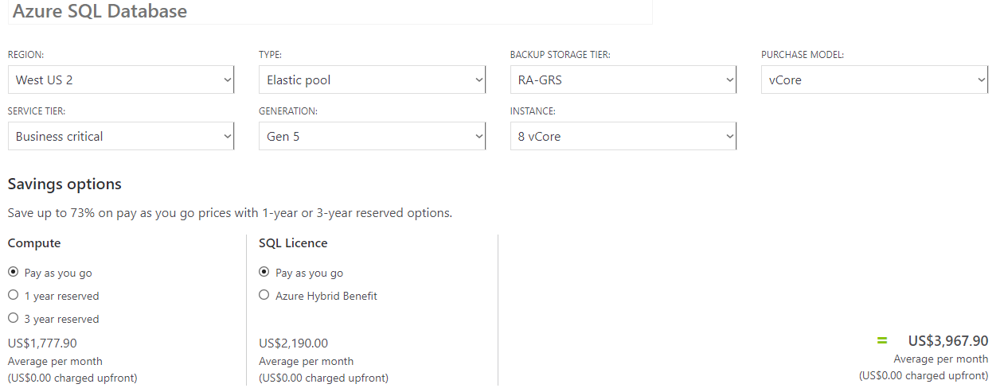 Azure SQL Database
REGION: TYPE: BACKUP STORAGE TIER: PURCHASE MODEL:
West US 2 Elastic pool RA-GRS vCore
SERVICE TIER: GENERATION: INSTANCE:
Business critical Gen 5 8 vCore
Savings options
Save up to 73% on pay as you go prices with 1-year or 3-year reserved options.
Compute
Pay as you go
1 year reserved
3 year reserved
US$1,777.90
Average per month
(US$0.00 charged upfront)
SQL Licence
Pay as you go
Azure Hybrid Benefit
US$2,190.00
Average per month
(US$0.00 charged upfront)
= US$3,967.90
Average per month
(US$0.00 charged upfront)